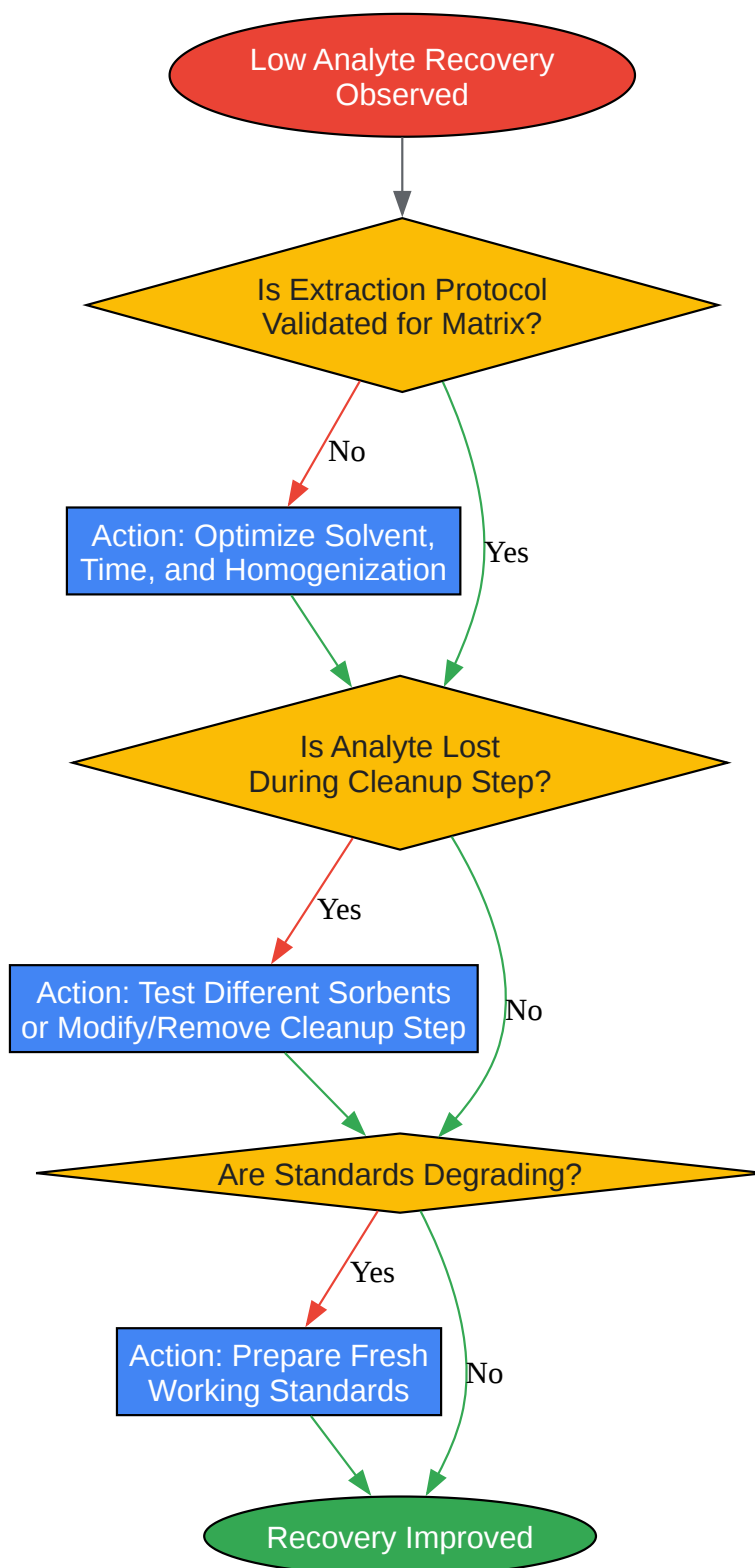 Low Analyte Recovery
Observed
Is Extraction Protocol
Validated for Matrix?
No
Action: Optimize Solvent,
Time, and Homogenization
Yes
Is Analyte Lost
During Cleanup Step?
Yes
Action: Test Different Sorbents
or Modify/Remove Cleanup Step
No
Are Standards Degrading?
Yes
Action: Prepare Fresh
Working Standards
No
Recovery Improved